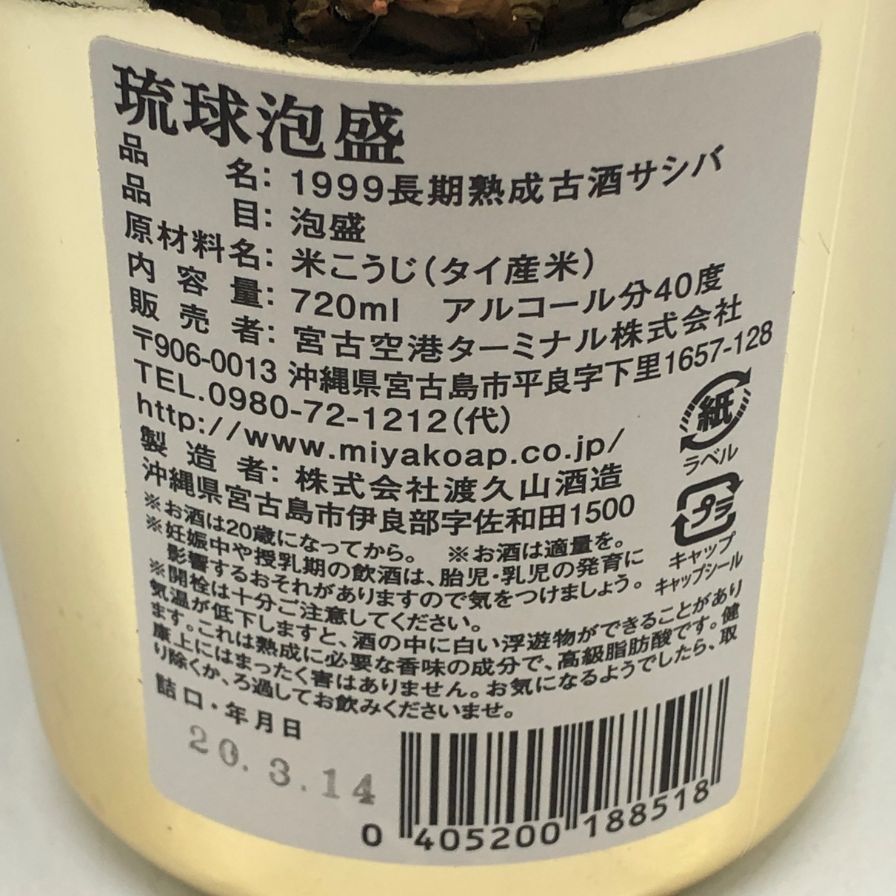 琉球泡盛
品名：1999長期熟成古酒サシバ
品目：泡盛
原材料名：米こうじ（タイ産米）
内容量：720ml アルコール分40度
販売者：宮古空港ターミナル株式会社
〒906-0013 沖縄県宮古島市平良字下里1657-128
TEL.0980-72-1212（代）
http://www.miyakoap.co.jp/
製造者：株式会社渡久山酒造
沖縄県宮古島市伊良部字佐和田1500
紙
ラベル
プラ
キャップ
キャップシール
※お酒は20歳になってから。 ※お酒は適量を。
※妊娠中や授乳期の飲酒は、胎児・乳児の発育に
影響するおそれがありますので気をつけましょう。
※開栓は十分ご注意してください。
気温が低下しますと、酒の中に白い浮遊物ができることがあり
ます。これは熟成に必要な香味の成分で、高級脂肪酸です。健
康上にはまったく害はありません。お気になるようでしたら、取
り除くか、ろ過してお飲みくださいませ。
詰口・年月日
20.3.14
0 405200 188518